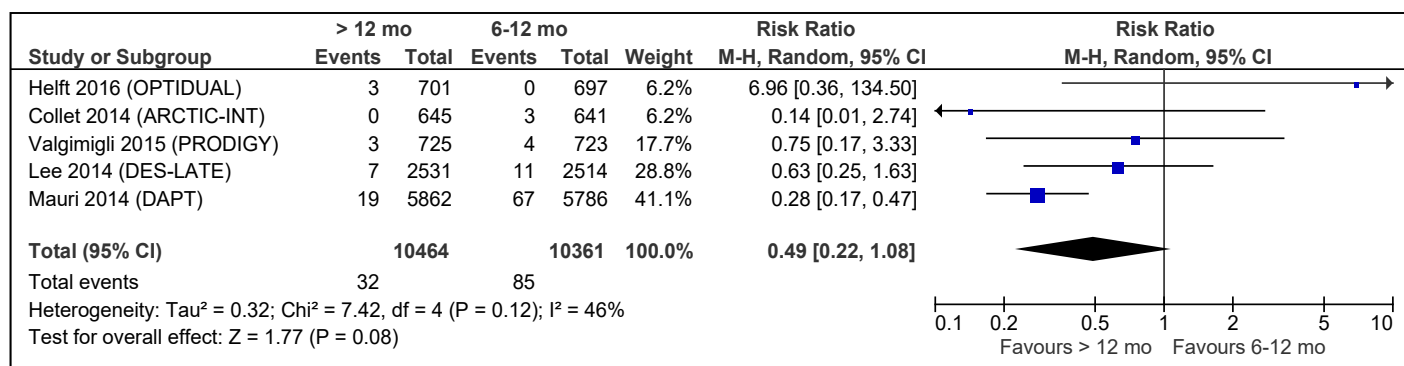 > 12 mo 6-12 mo Risk Ratio Risk Ratio
Study or Subgroup Events Total Events Total Weight M-H, Random, 95% CI M-H, Random, 95% CI
Helft 2016 (OPTIDUAL) 3 701 0 697 6.2% 6.96 [0.36, 134.50]
Collet 2014 (ARCTIC-INT) 0 645 3 641 6.2% 0.14 [0.01, 2.74]
Valgimigli 2015 (PRODIGY) 3 725 4 723 17.7% 0.75 [0.17, 3.33]
Lee 2014 (DES-LATE) 7 2531 11 2514 28.8% 0.63 [0.25, 1.63]
Mauri 2014 (DAPT) 19 5862 67 5786 41.1% 0.28 [0.17, 0.47]
Total (95% CI) 10464 10361 100.0% 0.49 [0.22, 1.08]
Total events 32 85
Heterogeneity: Tau² = 0.32; Chi² = 7.42, df = 4 (P = 0.12); I² = 46%
Test for overall effect: Z = 1.77 (P = 0.08)
0.1 0.2 0.5 1 2 5 10
Favours > 12 mo Favours 6-12 mo